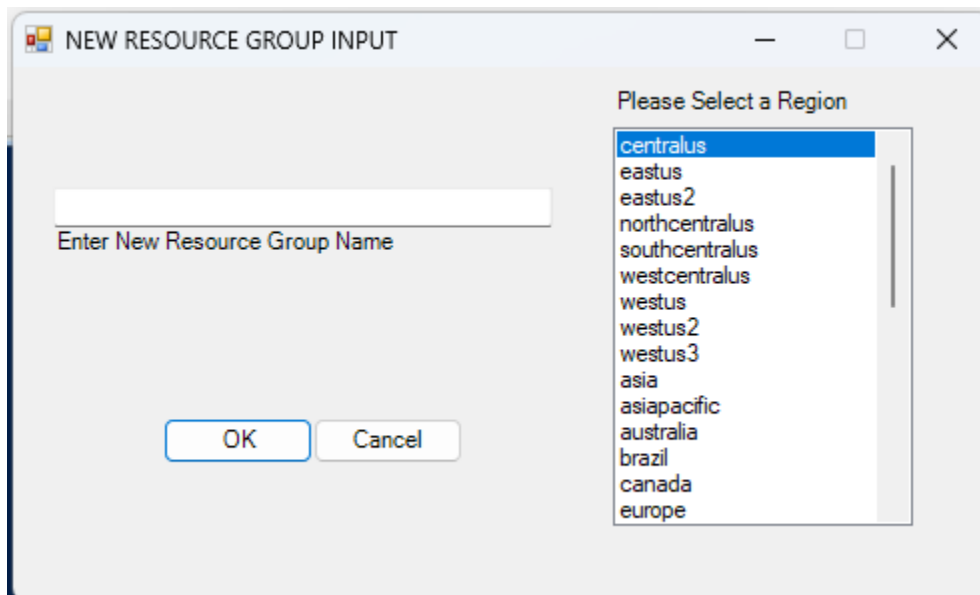 NEW RESOURCE GROUP INPUT
Please Select a Region
centralus
eastus
eastus2
northcentralus
southcentralus
westcentralus
westus
westus2
westus3
asia
asiapacific
australia
brazil
canada
europe
Enter New Resource Group Name
OK
Cancel